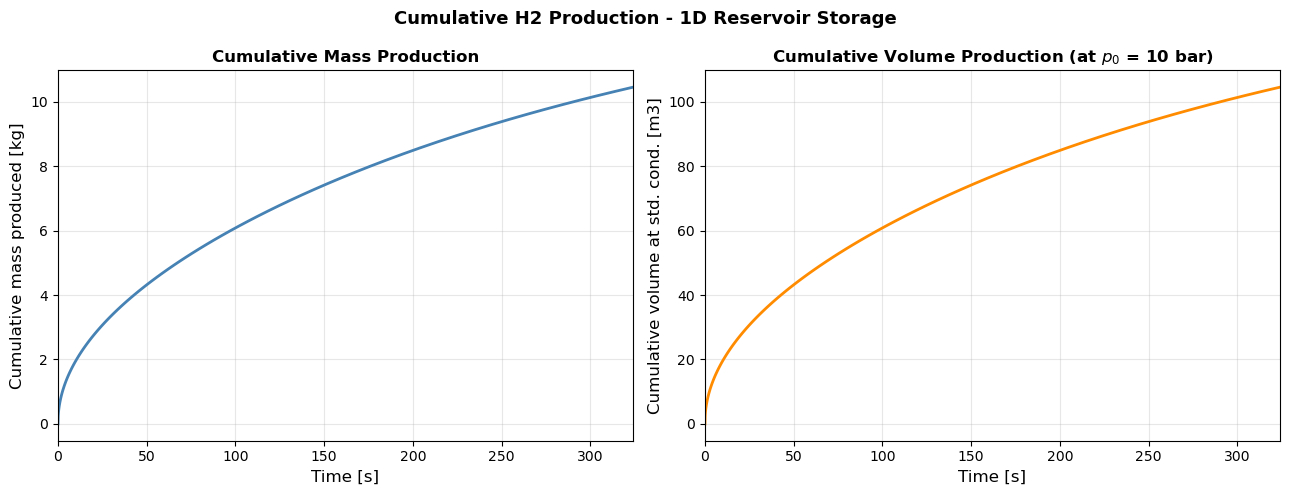 Cumulative H2 Production - 1D Reservoir Storage
Cumulative Mass Production
Cumulative mass produced [kg]
10
8
6
4
2
0
0 50 100 150 200 250 300
Time [s]
Cumulative Volume Production (at p₀ = 10 bar)
Cumulative volume at std. cond. [m3]
100
80
60
40
20
0
0 50 100 150 200 250 300
Time [s]